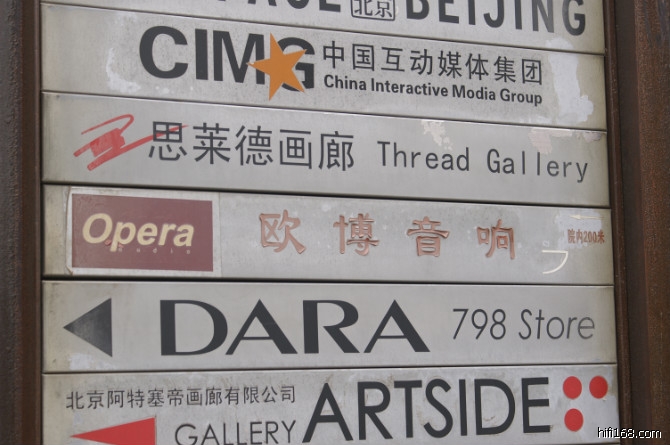 北京 BEIJING
CIMG 中国互动媒体集团
China Interactive Modia Group
思莱德画廊 Thread Gallery
Opera 欧博音响 院内200米
DARA 798 Store
北京阿特塞帝画廊有限公司
GALLERY ARTSIDE
hifi168.com